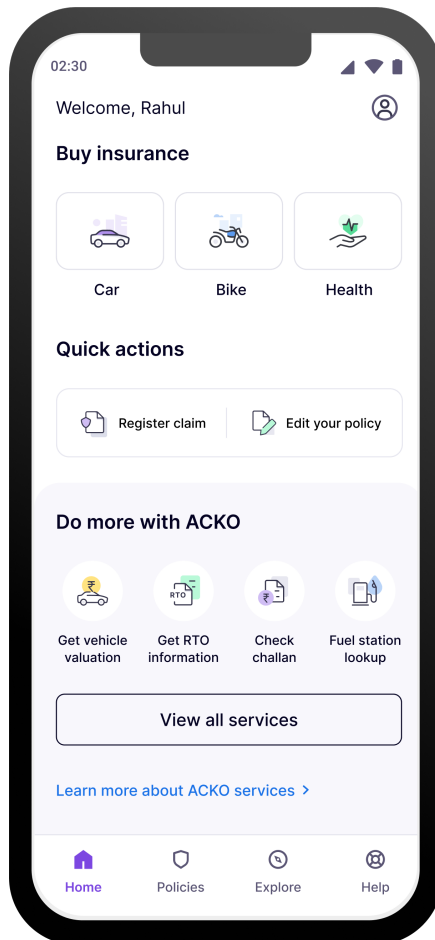 02:30
Welcome, Rahul
Buy insurance
Car
Bike
Health
Quick actions
Register claim
Edit your policy
Do more with ACKO
₹
RTO
₹
Get vehicle
valuation
Get RTO
information
Check
challan
Fuel station
lookup
View all services
Learn more about ACKO services
Home
Policies
Explore
Help